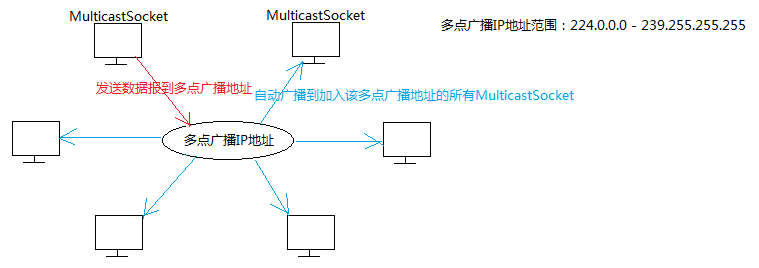 MulticastSocket
MulticastSocket
多点广播IP地址范围：224.0.0.0 - 239.255.255.255
发送数据报到多点广播地址
自动广播到加入该多点广播地址的所有MulticastSocket
多点广播IP地址